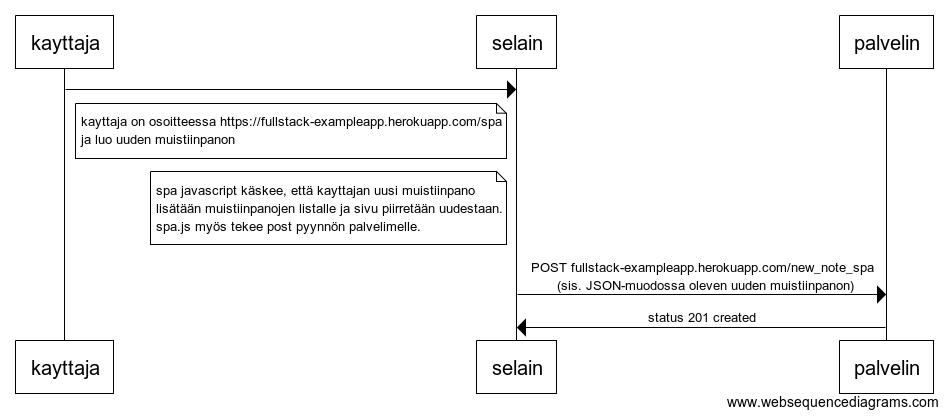 kayttaja
selain
palvelin
kayttaja on osoitteessa https://fullstack-exampleapp.herokuapp.com/spa
ja luo uuden muistiinpanon
spa javascript käskee, että kayttajan uusi muistiinpano
lisätään muistiinpanojen listalle ja sivu piirretään uudestaan.
spa.js myös tekee post pyynnön palvelimelle.
POST fullstack-exampleapp.herokuapp.com/new_note_spa
(sis. JSON-muodossa oleven uuden muistiinpanon)
status 201 created
kayttaja
selain
palvelin
www.websequencediagrams.com